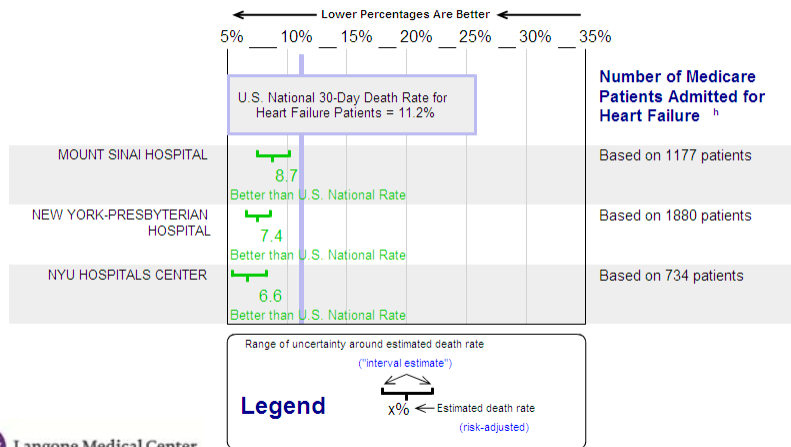 Lower Percentages Are Better
5% 10% 15% 20% 25% 30% 35%
U.S. National 30-Day Death Rate for
Heart Failure Patients = 11.2%
Number of Medicare
Patients Admitted for
Heart Failure h
MOUNT SINAI HOSPITAL
8.7
Better than U.S. National Rate
Based on 1177 patients
NEW YORK-PRESBYTERIAN
HOSPITAL
7.4
Better than U.S. National Rate
Based on 1880 patients
NYU HOSPITALS CENTER
6.6
Better than U.S. National Rate
Based on 734 patients
Range of uncertainty around estimated death rate
("interval estimate")
Legend
x% Estimated death rate
(risk-adjusted)
Langone Medical Center